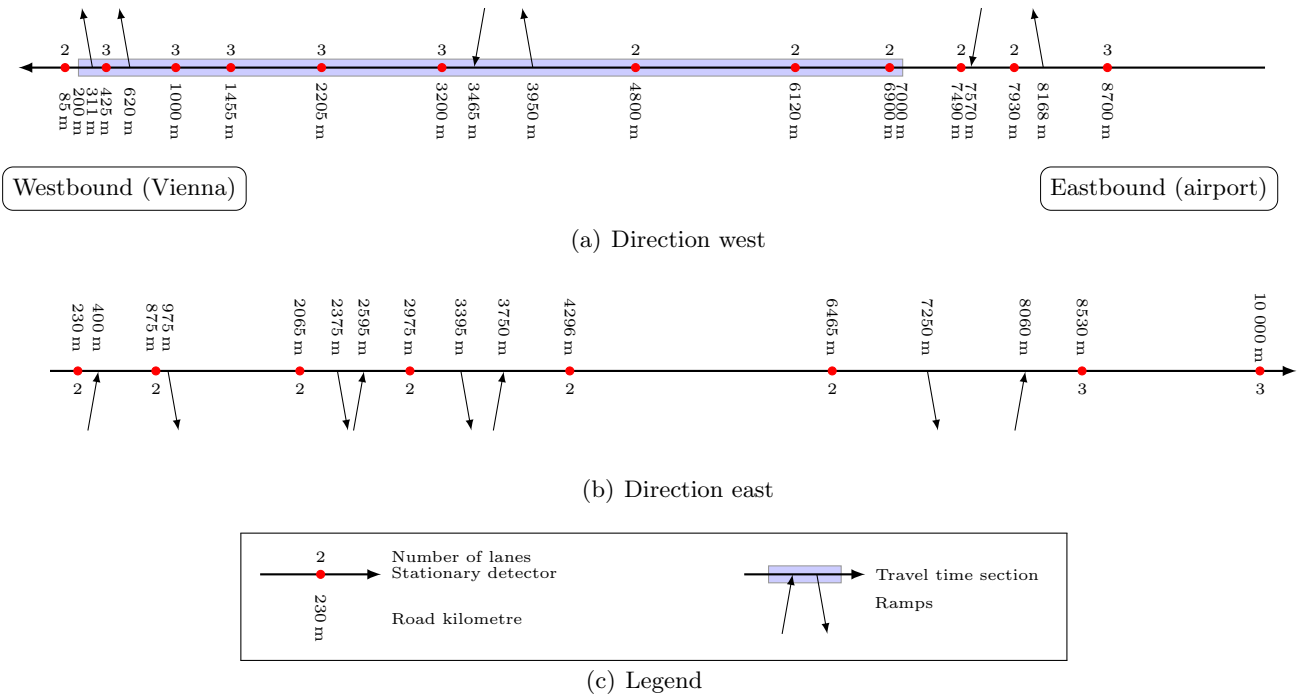 2 3 3 3 3 3 2 2 2 2 2 3
85 m 200 m 311 m 425 m 620 m 1000 m 1455 m 2205 m 3200 m 3465 m 3950 m 4800 m 6120 m 6900 m 7000 m 7490 m 7570 m 7930 m 8168 m 8700 m
Westbound (Vienna) Eastbound (airport)
(a) Direction west
230 m 400 m 875 m 975 m 2065 m 2375 m 2595 m 2975 m 3395 m 3750 m 4296 m 6465 m 7250 m 8060 m 8530 m 10 000 m
2 2 2 2 2 2 3 3
(b) Direction east
2 Number of lanes
Stationary detector
230 m Road kilometre
Travel time section
Ramps
(c) Legend